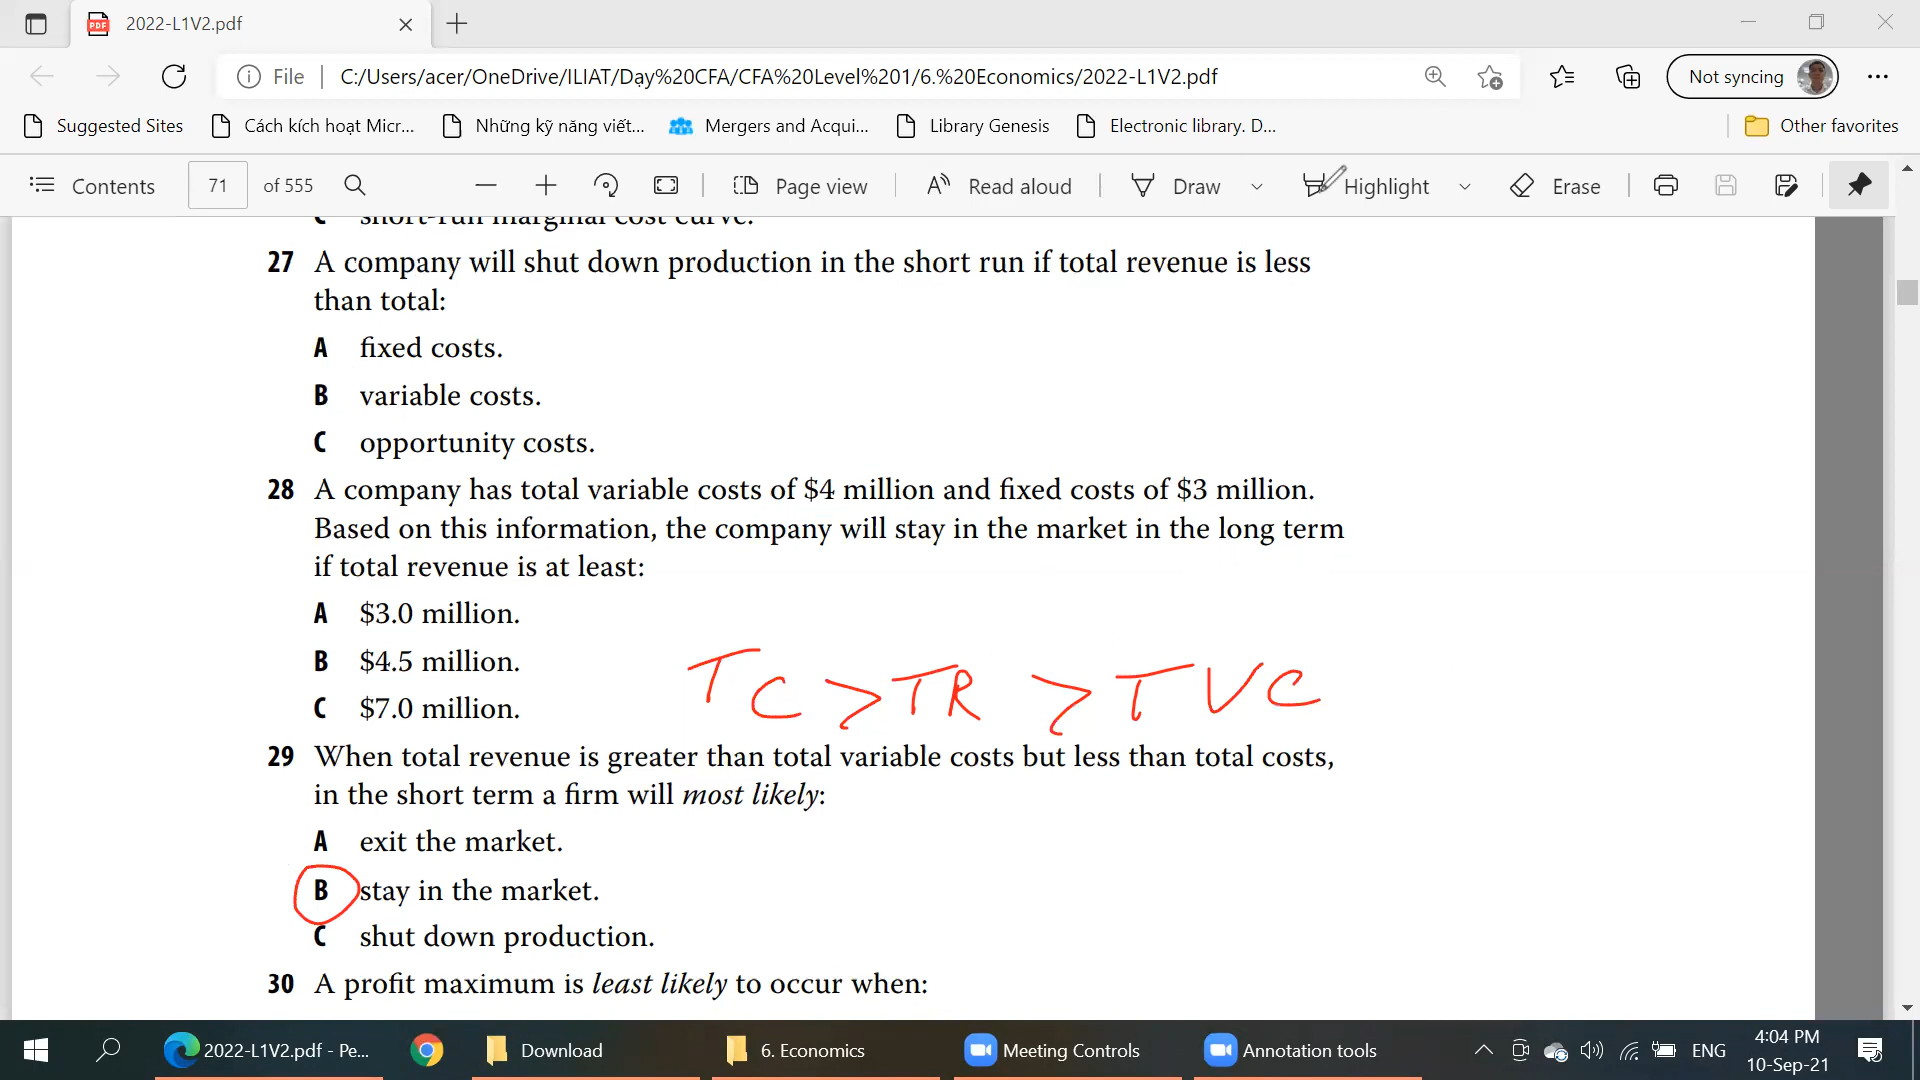 2022-L1V2.pdf
File C:/Users/acer/OneDrive/ILIAT/Dạy%20CFA/CFA%20Level%201/6.%20Economics/2022-L1V2.pdf Not syncing
Suggested Sites Cách kích hoạt Micr... Những kỹ năng viết... Mergers and Acqui... Library Genesis Electronic library. D... Other favorites
Contents 71 of 555 Page view Read aloud Draw Highlight Erase
C short-run marginal cost curve.
27 A company will shut down production in the short run if total revenue is less
than total:
A fixed costs.
B variable costs.
C opportunity costs.
28 A company has total variable costs of $4 million and fixed costs of $3 million.
Based on this information, the company will stay in the market in the long term
if total revenue is at least:
A $3.0 million.
B $4.5 million.
C $7.0 million.
TC > TR > TVC
29 When total revenue is greater than total variable costs but less than total costs,
in the short term a firm will most likely:
A exit the market.
B stay in the market.
C shut down production.
30 A profit maximum is least likely to occur when:
2022-L1V2.pdf - Pe... Download 6. Economics Meeting Controls Annotation tools ENG 4:04 PM
10-Sep-21